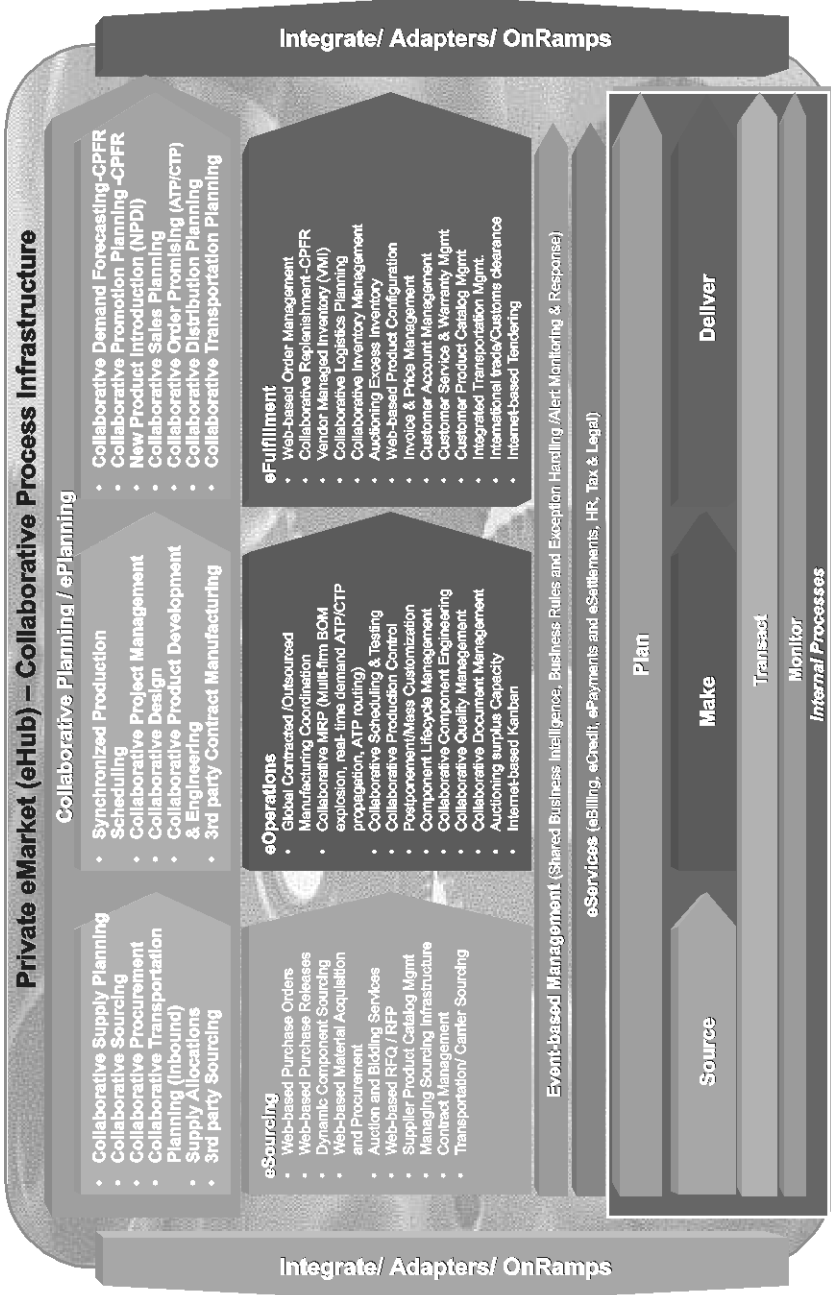 Private eMarket (eHub) – Collaborative Process Infrastructure
Integrate/ Adapters/ OnRamps
Collaborative Planning / ePlanning
• Collaborative Supply Planning
• Collaborative Sourcing
• Collaborative Procurement
• Collaborative Transportation
Planning (Inbound)
• Supply Allocations
• 3rd party Sourcing
• Synchronized Production
Scheduling
• Collaborative Project Management
• Collaborative Design
• Collaborative Product Development
& Engineering
• 3rd party Contract Manufacturing
• Collaborative Demand Forecasting-CPFR
• Collaborative Promotion Planning -CPFR
• New Product Introduction (NPDI)
• Collaborative Sales Planning
• Collaborative Order Promising (ATP/CTP)
• Collaborative Distribution Planning
• Collaborative Transportation Planning
eSourcing
• Web-based Purchase Orders
• Web-based Purchase Releases
• Dynamic Component Sourcing
• Web-based Material Acquisition
and Procurement
• Auction and Bidding Services
• Web-based RFQ / RFP
• Supplier Product Catalog Mgmt
• Managing Sourcing Infrastructure
• Contract Management
• Transportation/ Carrier Sourcing
eOperations
• Global Contracted /Outsourced
Manufacturing Coordination
• Collaborative MRP (Multi-firm BOM
explosion, real- time demand ATP/CTP
propagation, ATP routing)
• Collaborative Scheduling & Testing
• Collaborative Production Control
• Postponement/Mass Customization
• Component Lifecycle Management
• Collaborative Component Engineering
• Collaborative Quality Management
• Collaborative Document Management
• Auctioning surplus Capacity
• Internet-based Kanban
eFulfillment
• Web-based Order Management
• Collaborative Replenishment-CPFR
• Vendor Managed Inventory (VMI)
• Collaborative Logistics Planning
• Collaborative Inventory Management
• Auctioning Excess Inventory
• Web-based Product Configuration
• Invoice & Price Management
• Customer Account Management
• Customer Service & Warranty Mgmt
• Customer Product Catalog Mgmt
• Integrated Transportation Mgmt.
• International trade/Customs clearance
• Internet-based Tendering
Event-based Management (Shared Business Intelligence, Business Rules and Exception Handling /Alert Monitoring & Response)
eServices (eBilling, eCredit, ePayments and eSettlements, HR, Tax & Legal)
Plan
Source
Make
Deliver
Transact
Monitor
Internal Processes
Integrate/ Adapters/ OnRamps